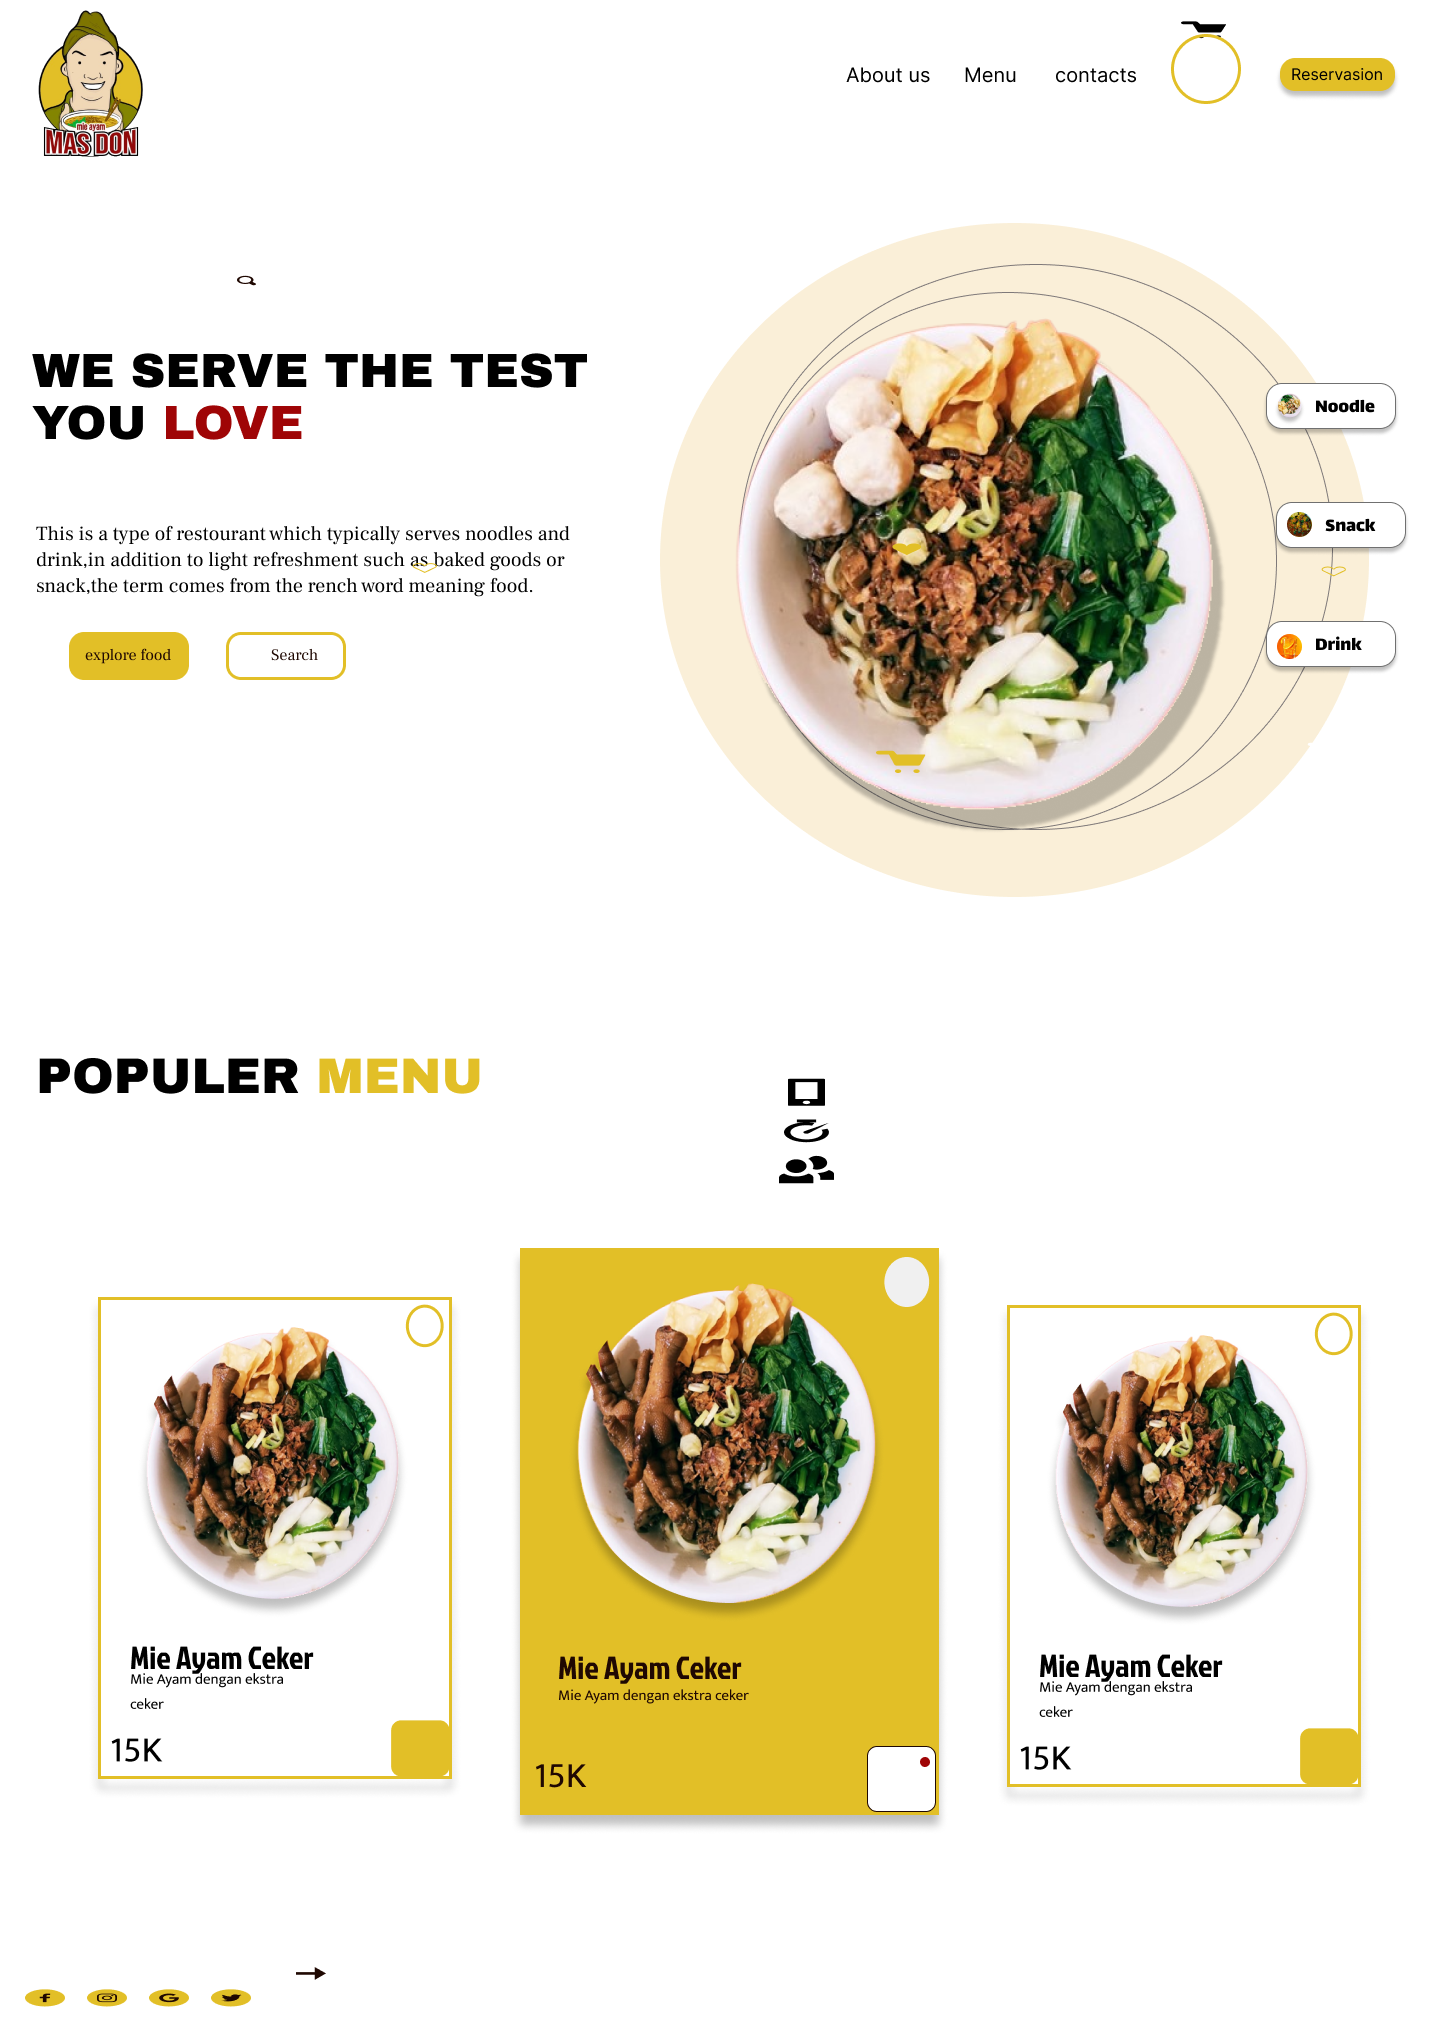 mie ayam
MAS DON
About us
Menu
contacts
Reservasion
WE SERVE THE TEST
YOU LOVE
This is a type of restourant which typically serves noodles and
drink,in addition to light refreshment such as baked goods or
snack,the term comes from the rench word meaning food.
explore food
Search
Noodle
Snack
Drink
POPULER MENU
Mie Ayam Ceker
Mie Ayam dengan ekstra
ceker
15K
Mie Ayam Ceker
Mie Ayam dengan ekstra ceker
15K
Mie Ayam Ceker
Mie Ayam dengan ekstra
ceker
15K